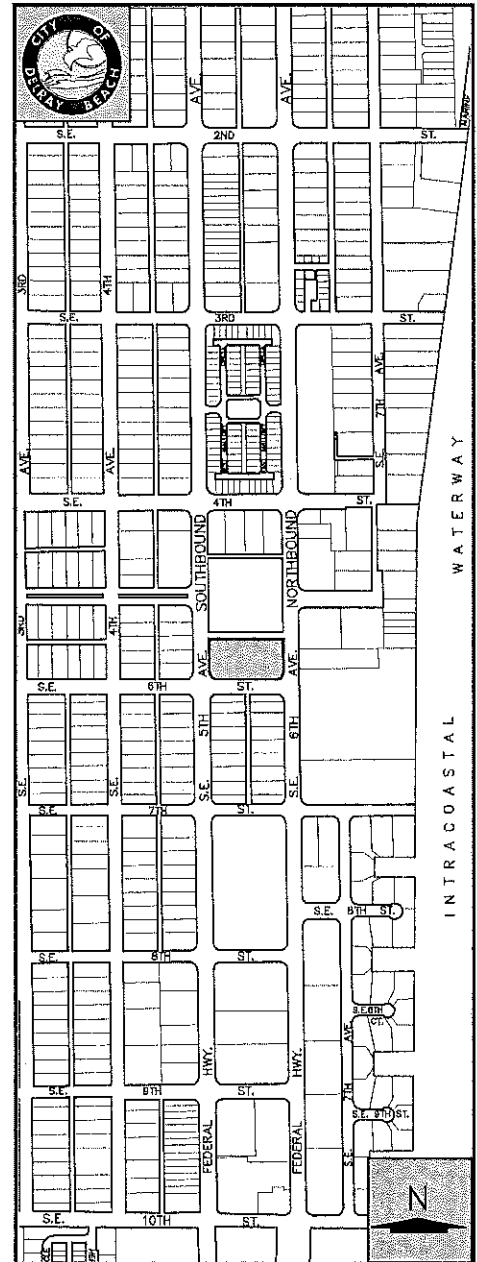 CITY OF
DELRAY BEACH
AVE.
AVE.
MARINE
S.E. 2ND ST.
3RD
4TH
S.E. 3RD ST.
AVE.
AVE.
S.E. 7TH AVE.
S.E. 4TH ST.
SOUTHBOUND
NORTHBOUND
INTRACOASTAL WATERWAY
3RD
4TH
AVE.
AVE.
S.E. 6TH ST.
5TH
6TH
S.E.
S.E.
S.E.
S.E.
S.E. 7TH ST.
S.E. 8TH ST.
S.E. 8TH ST.
S.E. 8TH CT.
HWY.
HWY.
7TH AVE.
S.E. 9TH ST.
S.E. 9TH ST.
FEDERAL
FEDERAL
S.E.
S.E. 10TH ST.
N